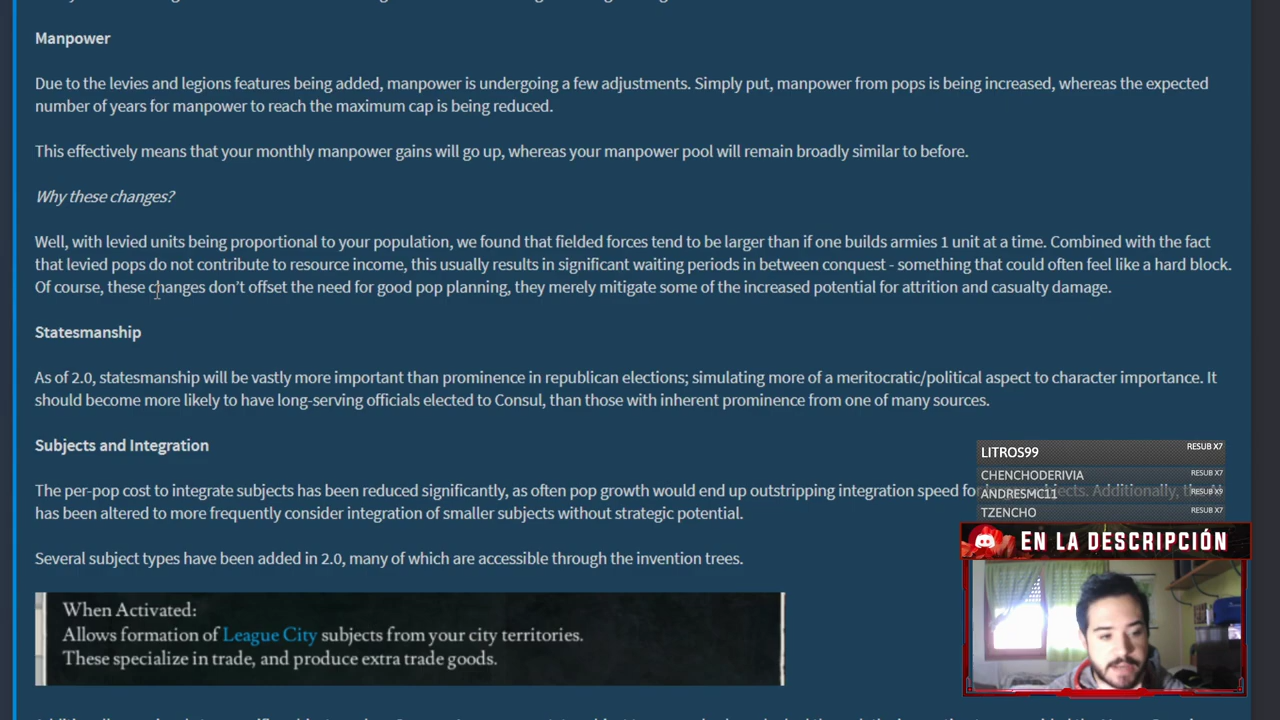 Manpower
Due to the levies and legions features being added, manpower is undergoing a few adjustments. Simply put, manpower from pops is being increased, whereas the expected
number of years for manpower to reach the maximum cap is being reduced.
This effectively means that your monthly manpower gains will go up, whereas your manpower pool will remain broadly similar to before.
Why these changes?
Well, with levied units being proportional to your population, we found that fielded forces tend to be larger than if one builds armies 1 unit at a time. Combined with the fact
that levied pops do not contribute to resource income, this usually results in significant waiting periods in between conquest - something that could often feel like a hard block.
Of course, these changes don't offset the need for good pop planning, they merely mitigate some of the increased potential for attrition and casualty damage.
Statesmanship
As of 2.0, statesmanship will be vastly more important than prominence in republican elections; simulating more of a meritocratic/political aspect to character importance. It
should become more likely to have long-serving officials elected to Consul, than those with inherent prominence from one of many sources.
Subjects and Integration
The per-pop cost to integrate subjects has been reduced significantly, as often pop growth would end up outstripping integration speed for
has been altered to more frequently consider integration of smaller subjects without strategic potential.
Several subject types have been added in 2.0, many of which are accessible through the invention trees.
When Activated:
Allows formation of League City subjects from your city territories.
These specialize in trade, and produce extra trade goods.
LITROS99 RESUB X7
CHENCHODERIVIA RESUB X7
ANDRESMC11 RESUB X9
TZENCHO RESUB X7
EN LA DESCRIPCIÓN